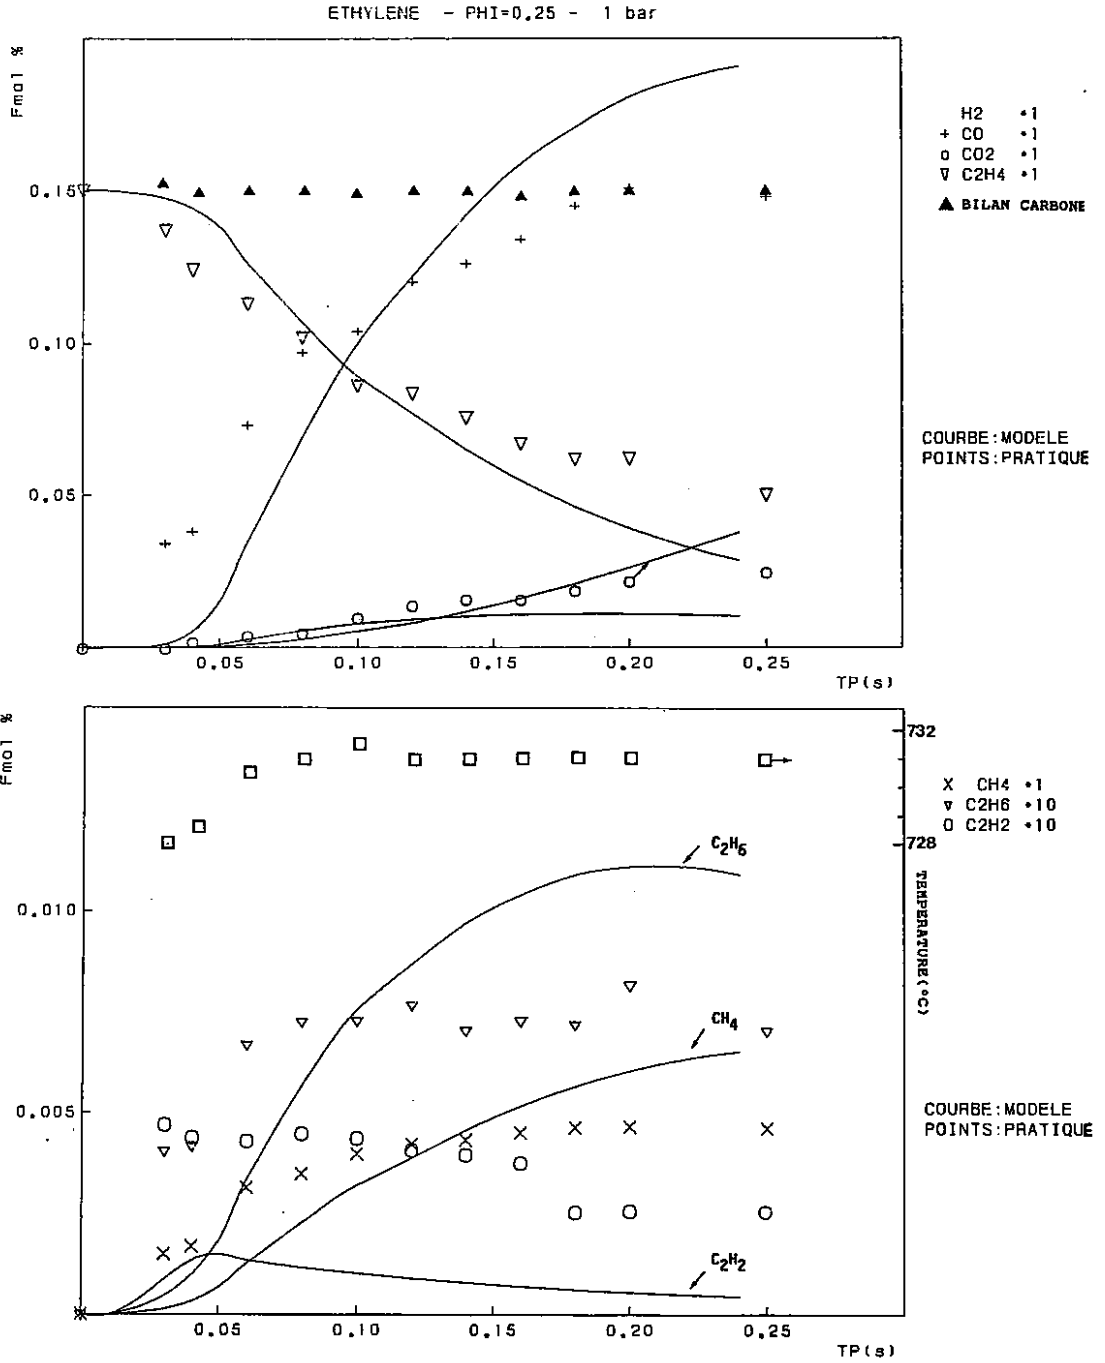 ETHYLENE - PHI=0.25 - 1 bar
Fmol %
H2 *1
+ CO *1
o CO2 *1
∇ C2H4 *1
▲ BILAN CARBONE
0.15
0.10
0.05
COURBE:MODELE
POINTS:PRATIQUE
0.05 0.10 0.15 0.20 0.25
TP(s)
Fmol %
732
728
TEMPERATURE(°C)
X CH4 *1
∇ C2H6 *10
O C2H2 *10
C2H6
0.010
CH4
0.005
COURBE:MODELE
POINTS:PRATIQUE
C2H2
0.05 0.10 0.15 0.20 0.25
TP(s)